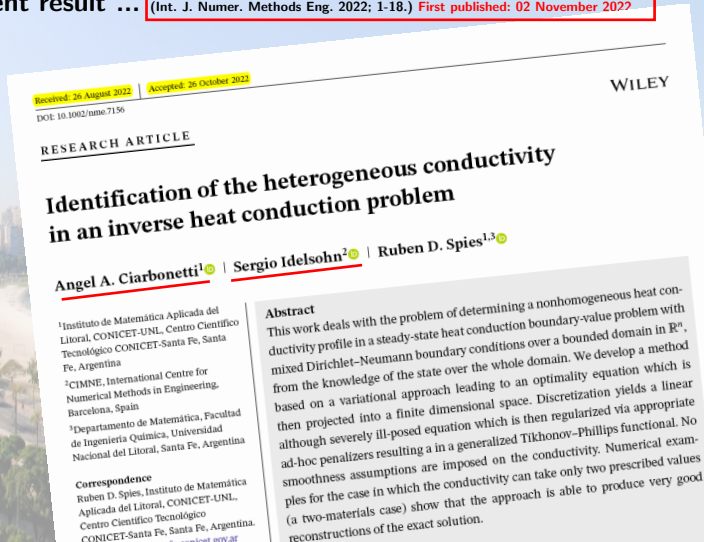 ent result ... (Int. J. Numer. Methods Eng. 2022; 1-18.) First published: 02 November 2022
Received: 26 August 2022 | Accepted: 26 October 2022
DOI: 10.1002/nme.7156
WILEY
RESEARCH ARTICLE
Identification of the heterogeneous conductivity
in an inverse heat conduction problem
Angel A. Ciarbonetti1 | Sergio Idelsohn2 | Ruben D. Spies1,3
1Instituto de Matemática Aplicada del
Litoral, CONICET-UNL, Centro Científico
Tecnológico CONICET-Santa Fe, Santa
Fe, Argentina
2CIMNE, International Centre for
Numerical Methods in Engineering,
Barcelona, Spain
3Departamento de Matemática, Facultad
de Ingeniería Química, Universidad
Nacional del Litoral, Santa Fe, Argentina
Correspondence
Ruben D. Spies, Instituto de Matemática
Aplicada del Litoral, CONICET-UNL,
Centro Científico Tecnológico
CONICET-Santa Fe, Santa Fe, Argentina.
Abstract
This work deals with the problem of determining a nonhomogeneous heat con-
ductivity profile in a steady-state heat conduction boundary-value problem with
mixed Dirichlet–Neumann boundary conditions over a bounded domain in ℝⁿ,
from the knowledge of the state over the whole domain. We develop a method
based on a variational approach leading to an optimality equation which is
then projected into a finite dimensional space. Discretization yields a linear
although severely ill-posed equation which is then regularized via appropriate
ad-hoc penalizers resulting a in a generalized Tikhonov–Phillips functional. No
smoothness assumptions are imposed on the conductivity. Numerical exam-
ples for the case in which the conductivity can take only two prescribed values
(a two-materials case) show that the approach is able to produce very good
reconstructions of the exact solution.